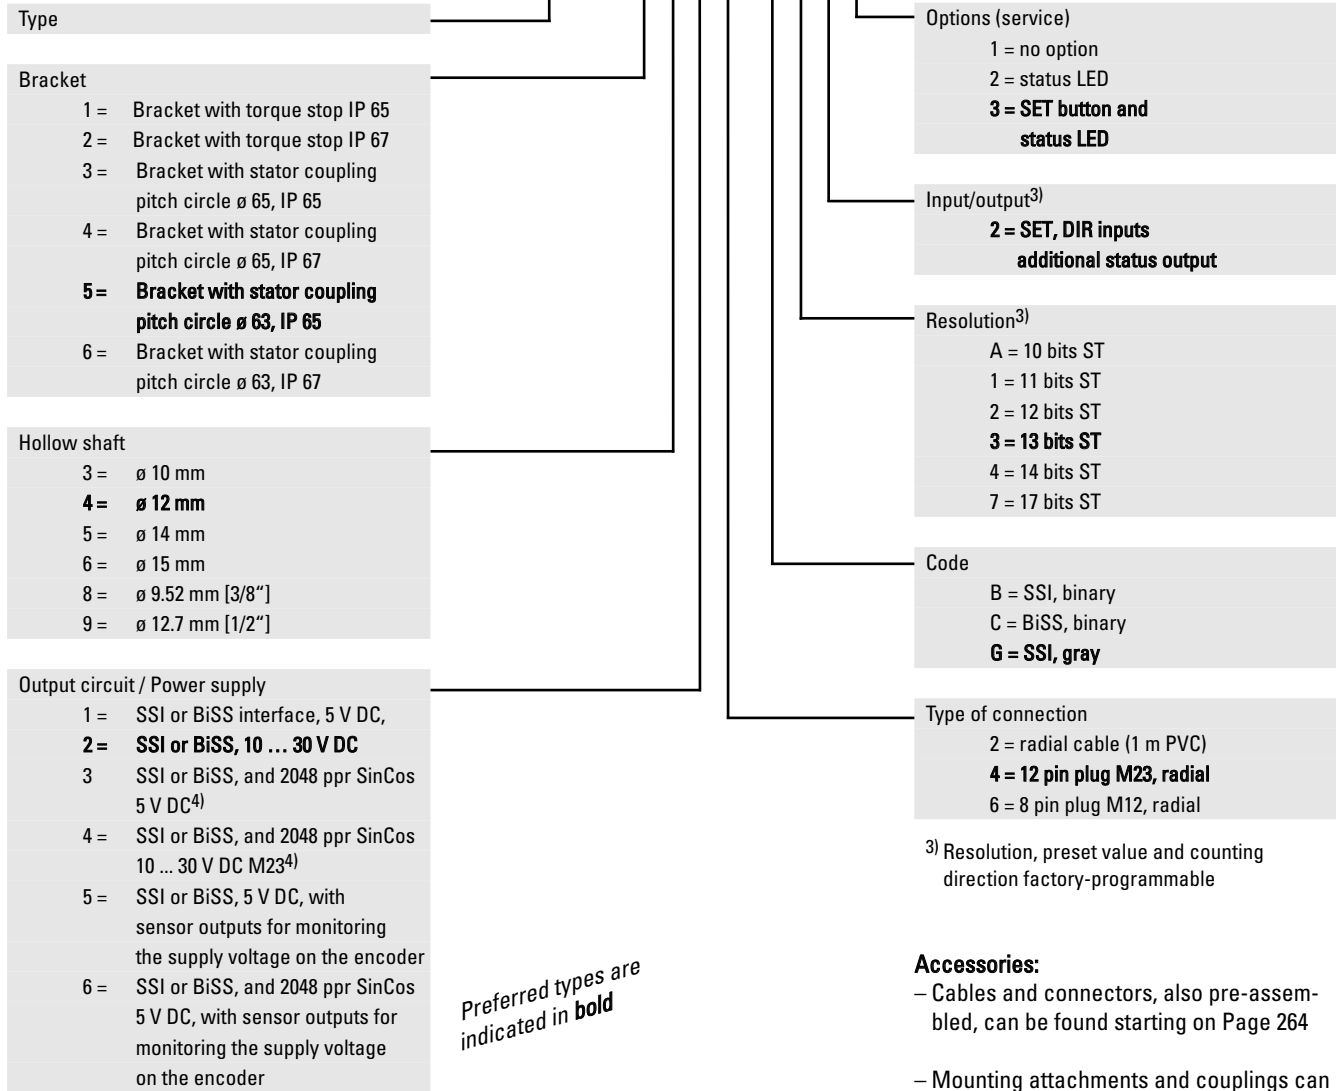 Type
Bracket
1 = Bracket with torque stop IP 65
2 = Bracket with torque stop IP 67
3 = Bracket with stator coupling
pitch circle ø 65, IP 65
4 = Bracket with stator coupling
pitch circle ø 65, IP 67
5 = Bracket with stator coupling
pitch circle ø 63, IP 65
6 = Bracket with stator coupling
pitch circle ø 63, IP 67
Hollow shaft
3 = ø 10 mm
4 = ø 12 mm
5 = ø 14 mm
6 = ø 15 mm
8 = ø 9.52 mm [3/8“]
9 = ø 12.7 mm [1/2“]
Output circuit / Power supply
1 = SSI or BiSS interface, 5 V DC,
2 = SSI or BiSS, 10 … 30 V DC
3 SSI or BiSS, and 2048 ppr SinCos
5 V DC4)
4 = SSI or BiSS, and 2048 ppr SinCos
10 ... 30 V DC M234)
5 = SSI or BiSS, 5 V DC, with
sensor outputs for monitoring
the supply voltage on the encoder
6 = SSI or BiSS, and 2048 ppr SinCos
5 V DC, with sensor outputs for
monitoring the supply voltage
on the encoder
Preferred types are
indicated in bold
Options (service)
1 = no option
2 = status LED
3 = SET button and
status LED
Input/output3)
2 = SET, DIR inputs
additional status output
Resolution3)
A = 10 bits ST
1 = 11 bits ST
2 = 12 bits ST
3 = 13 bits ST
4 = 14 bits ST
7 = 17 bits ST
Code
B = SSI, binary
C = BiSS, binary
G = SSI, gray
Type of connection
2 = radial cable (1 m PVC)
4 = 12 pin plug M23, radial
6 = 8 pin plug M12, radial
3) Resolution, preset value and counting
direction factory-programmable
Accessories:
– Cables and connectors, also pre-assem-
bled, can be found starting on Page 264
– Mounting attachments and couplings can